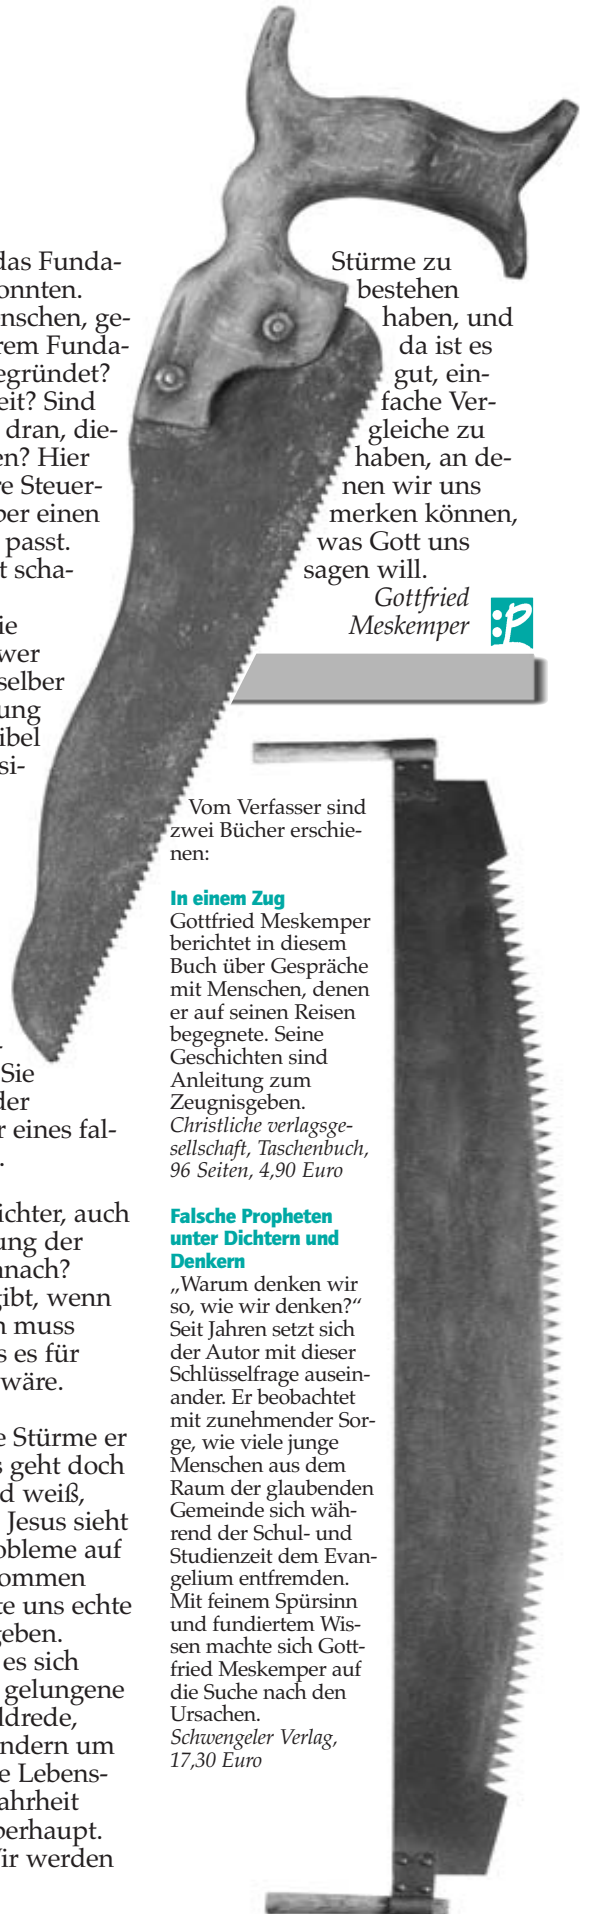 das Funda-
onnten.
nschen, ge-
rem Funda-
egründet?
eit? Sind
dran, die-
en? Hier
re Steuer-
ber einen
passt.
t scha-
ie
wer
selber
ung
ibel
si-
Sie
der
r eines fal-
.
ichter, auch
ung der
nnach?
gibt, wenn
n muss
s es für
wäre.
e Stürme er
s geht doch
d weiß,
Jesus sieht
obleme auf
ommen
te uns echte
geben.
es sich
gelungene
ldrede,
ndern um
e Lebens-
ahrheit
berhaupt.
Wir werden
Stürme zu
bestehen
haben, und
da ist es
gut, ein-
fache Ver-
gleiche zu
haben, an de-
nen wir uns
merken können,
was Gott uns
sagen will.
Gottfried
Meskemper
:P
Vom Verfasser sind
zwei Bücher erschie-
nen:
In einem Zug
Gottfried Meskemper
berichtet in diesem
Buch über Gespräche
mit Menschen, denen
er auf seinen Reisen
begegnete. Seine
Geschichten sind
Anleitung zum
Zeugnisgeben.
Christliche verlagsge-
sellschaft, Taschenbuch,
96 Seiten, 4,90 Euro
Falsche Propheten
unter Dichtern und
Denkern
„Warum denken wir
so, wie wir denken?“
Seit Jahren setzt sich
der Autor mit dieser
Schlüsselfrage ausein-
ander. Er beobachtet
mit zunehmender Sor-
ge, wie viele junge
Menschen aus dem
Raum der glaubenden
Gemeinde sich wäh-
rend der Schul- und
Studienzeit dem Evan-
gelium entfremden.
Mit feinem Spürsinn
und fundiertem Wis-
sen machte sich Gott-
fried Meskemper auf
die Suche nach den
Ursachen.
Schwengeler Verlag,
17,30 Euro